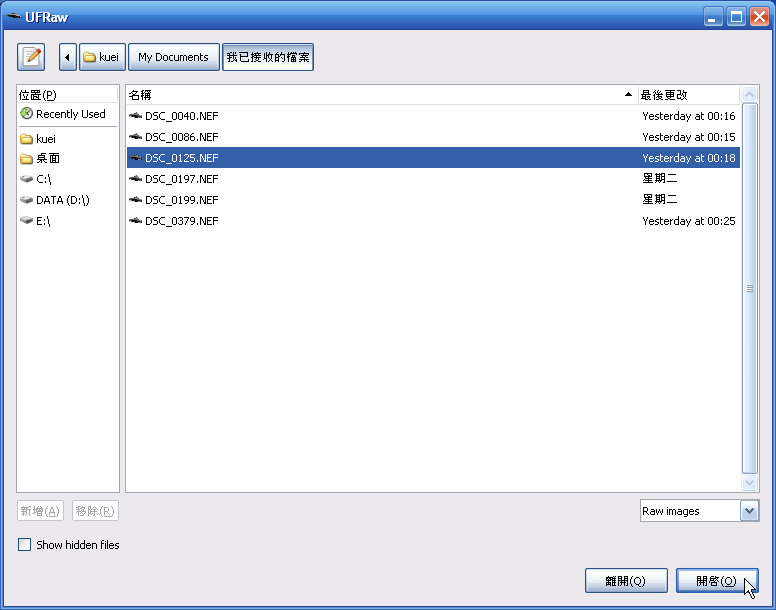 UFRaw
kuei My Documents 我已接收的檔案
位置(P)
Recently Used
kuei
桌面
C:\
DATA (D:\)
E:\
名稱 最後更改
DSC_0040.NEF Yesterday at 00:16
DSC_0086.NEF Yesterday at 00:15
DSC_0125.NEF Yesterday at 00:18
DSC_0197.NEF 星期二
DSC_0199.NEF 星期二
DSC_0379.NEF Yesterday at 00:25
新增(A) 移除(R)
Raw images
Show hidden files
離開(Q) 開啓(O)